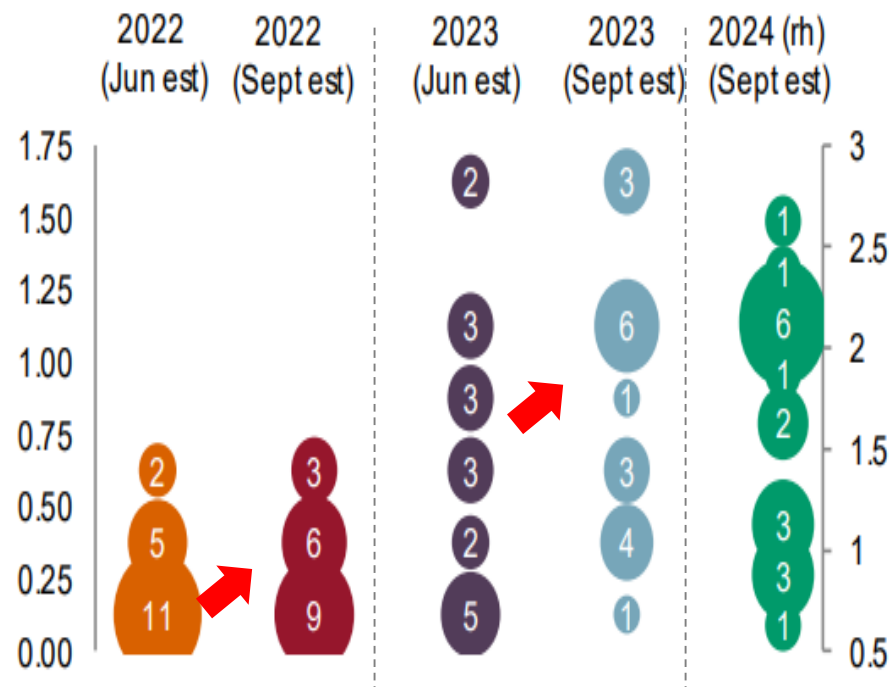 2022 2022 2023 2023 2024 (rh)
(Jun est) (Sept est) (Jun est) (Sept est) (Sept est)
1.75 3
2 3
1.50 1
2.5
1
1.25
3 6 6
1.00 2
1
3 1
0.75 2
1.5
2 3 3 3
0.50
3
5 6 2 4 1
0.25 3
11 9 5 1 1
0.00 0.5